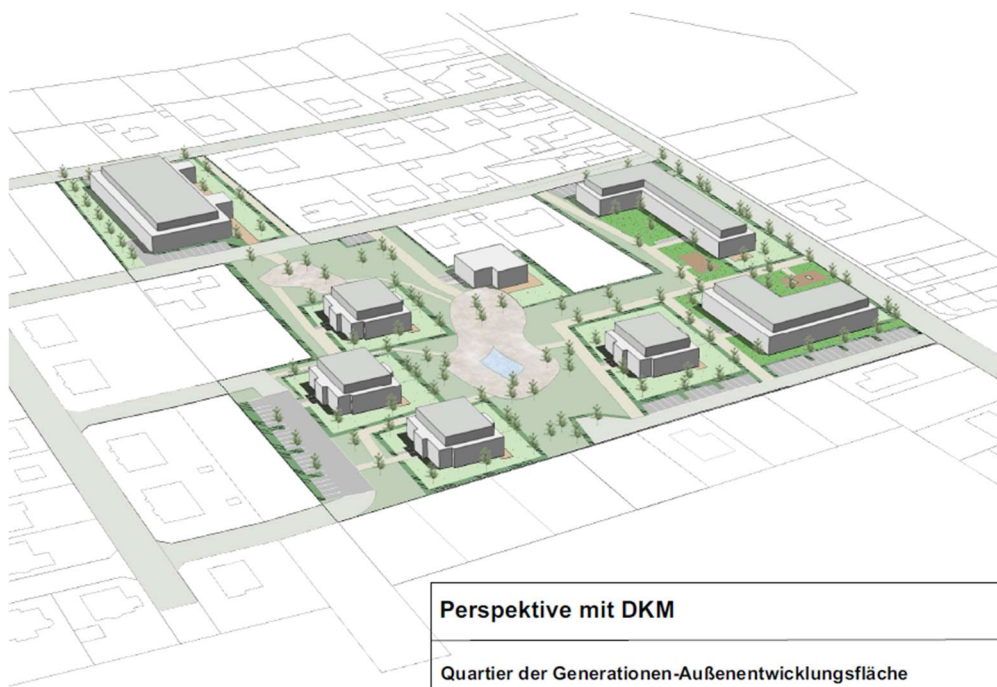 Perspektive mit DKM
Quartier der Generationen-Außenentwicklungsfläche